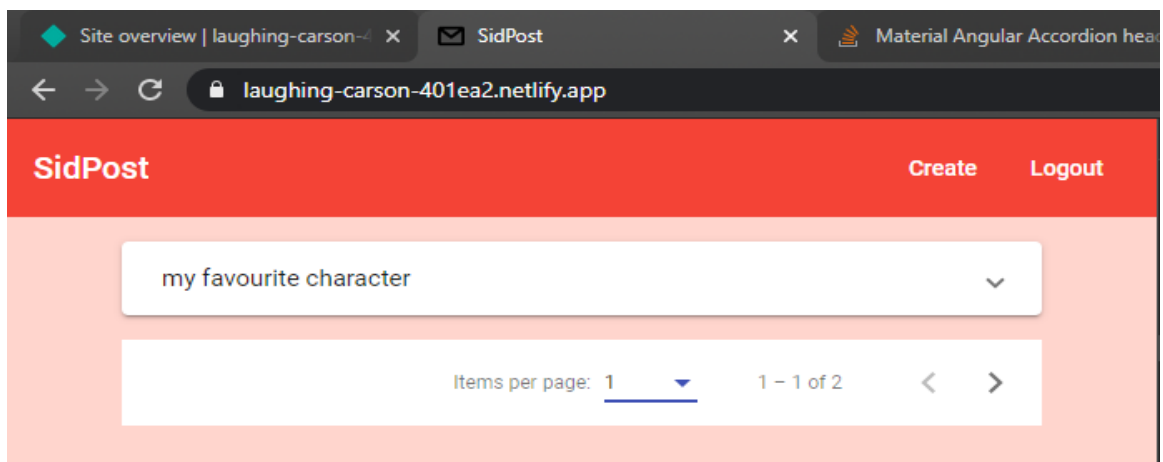 Site overview | laughing-carson-4
SidPost
Material Angular Accordion head
laughing-carson-401ea2.netlify.app
SidPost
Create
Logout
my favourite character
Items per page: 1
1 – 1 of 2